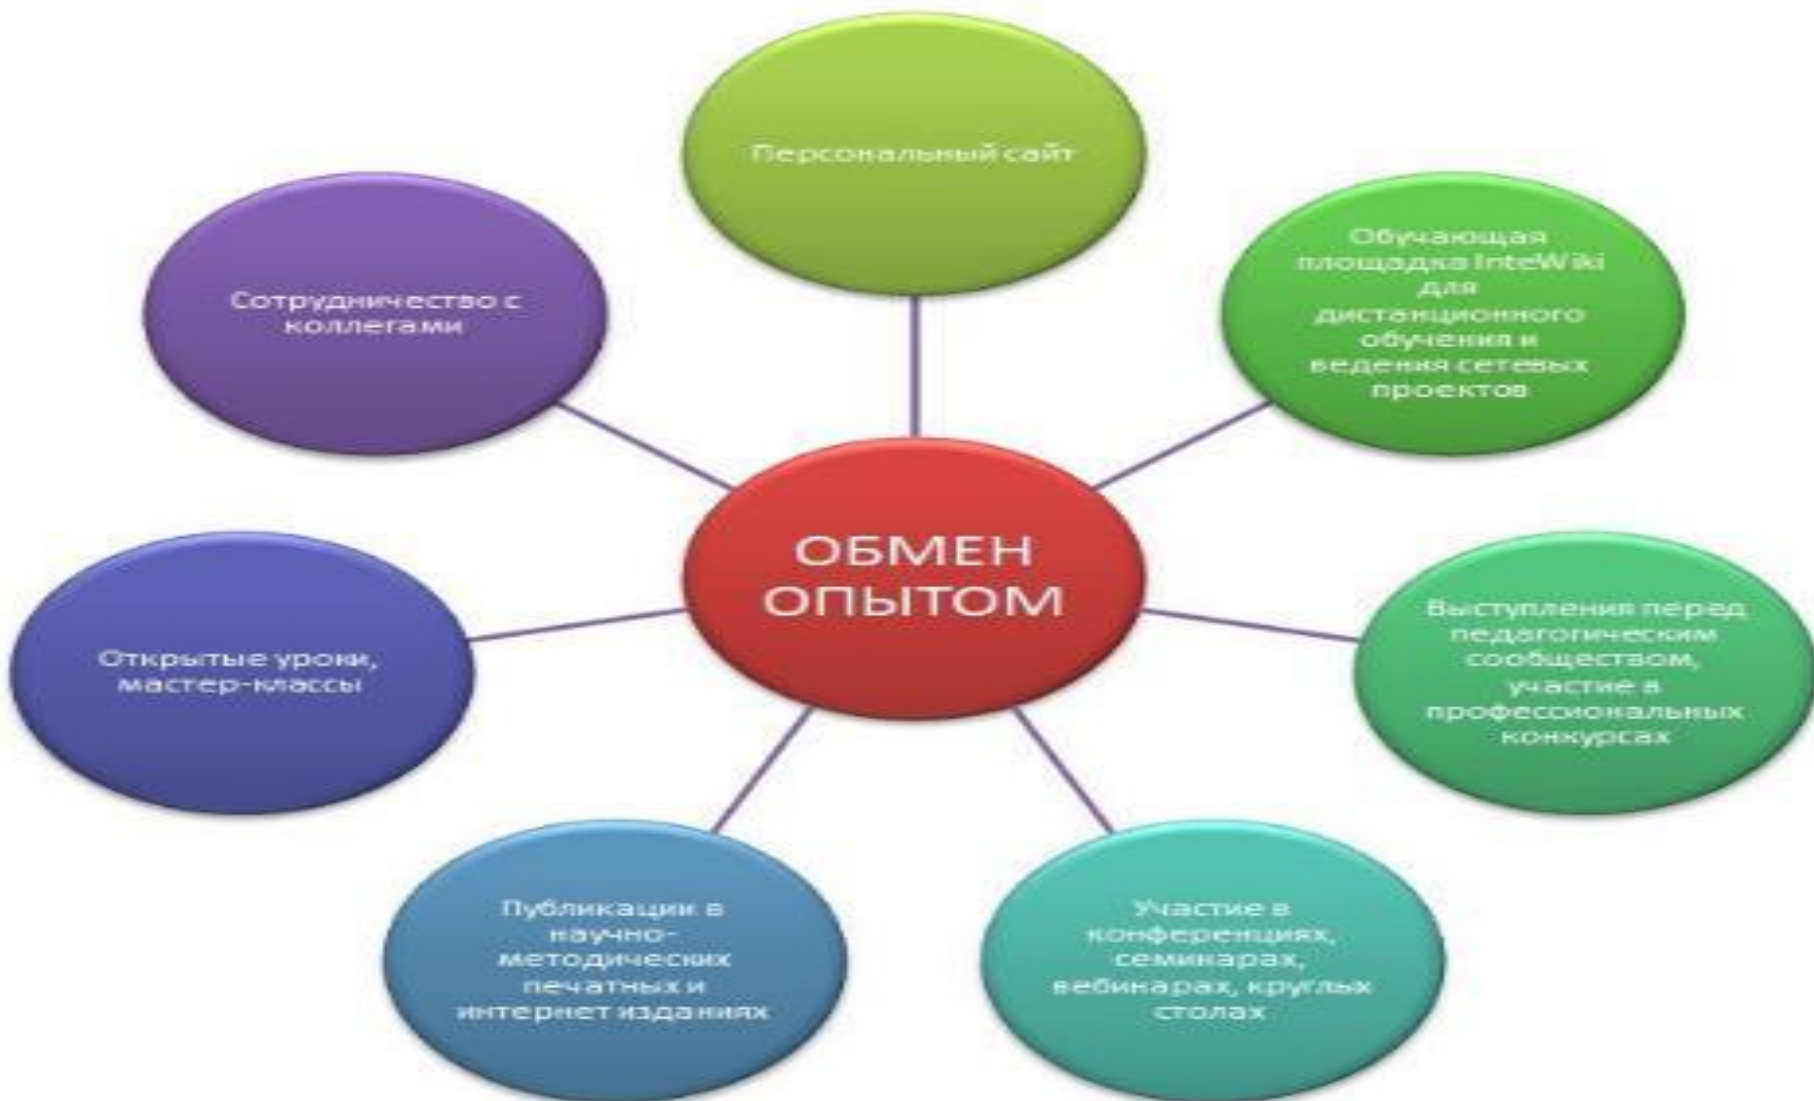 Персональный сайт
Обучающая
площадка InteWiki
для
дистанционного
обучения и
ведения сетевых
проектов
Выступления перед
педагогическим
сообществом,
участие в
профессиональных
конкурсах
Участие в
конференциях,
семинарах,
вебинарах, круглых
столах
Публикации в
научно-
методических
печатных и
интернет изданиях
Открытые уроки,
мастер-классы
Сотрудничество с
коллегами
ОБМЕН
ОПЫТОМ